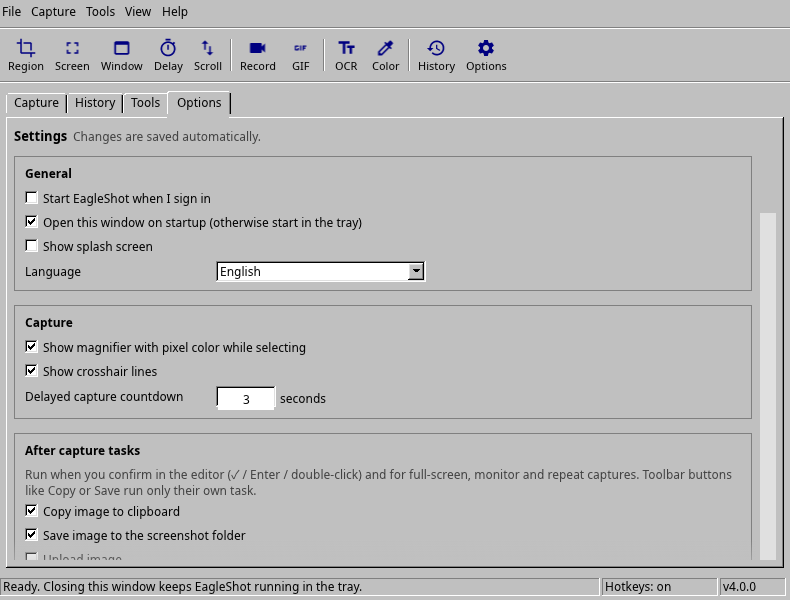 File Capture Tools View Help
Region Screen Window Delay Scroll Record GIF GIF OCR Color History Options
Capture History Tools Options
Settings Changes are saved automatically.
General
Start EagleShot when I sign in
Open this window on startup (otherwise start in the tray)
Show splash screen
Language English
Capture
Show magnifier with pixel color while selecting
Show crosshair lines
Delayed capture countdown 3 seconds
After capture tasks
Run when you confirm in the editor (✓ / Enter / double-click) and for full-screen, monitor and repeat captures. Toolbar buttons
like Copy or Save run only their own task.
Copy image to clipboard
Save image to the screenshot folder
Upload image
Ready. Closing this window keeps EagleShot running in the tray. Hotkeys: on v4.0.0